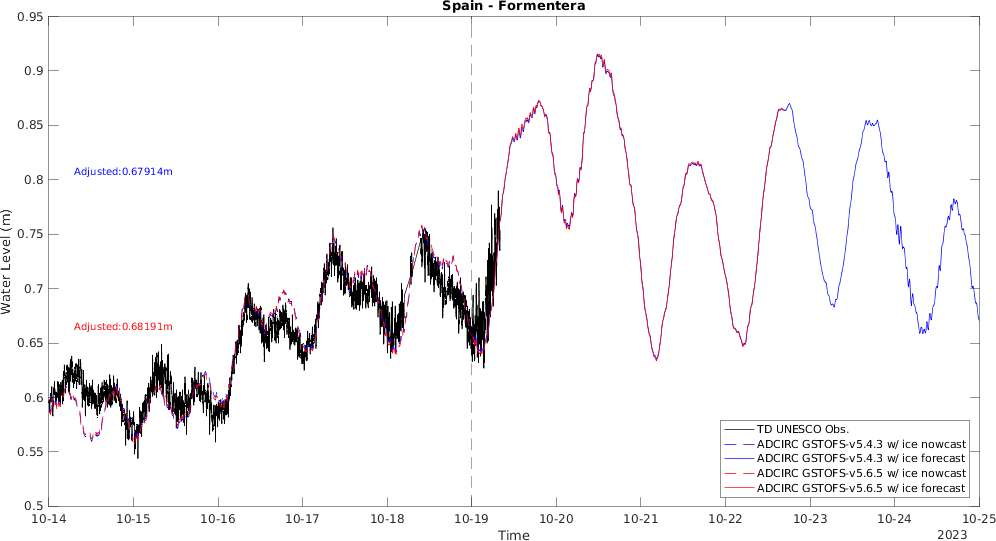 Spain - Formentera
0.95
0.9
0.85
0.8
0.75
0.7
0.65
0.6
0.55
0.5
Water Level (m)
Adjusted:0.67914m
Adjusted:0.68191m
TD UNESCO Obs.
ADCIRC GSTOFS-v5.4.3 w/ ice nowcast
ADCIRC GSTOFS-v5.4.3 w/ ice forecast
ADCIRC GSTOFS-v5.6.5 w/ ice nowcast
ADCIRC GSTOFS-v5.6.5 w/ ice forecast
10-14 10-15 10-16 10-17 10-18 10-19 10-20 10-21 10-22 10-23 10-24 10-25
Time
2023